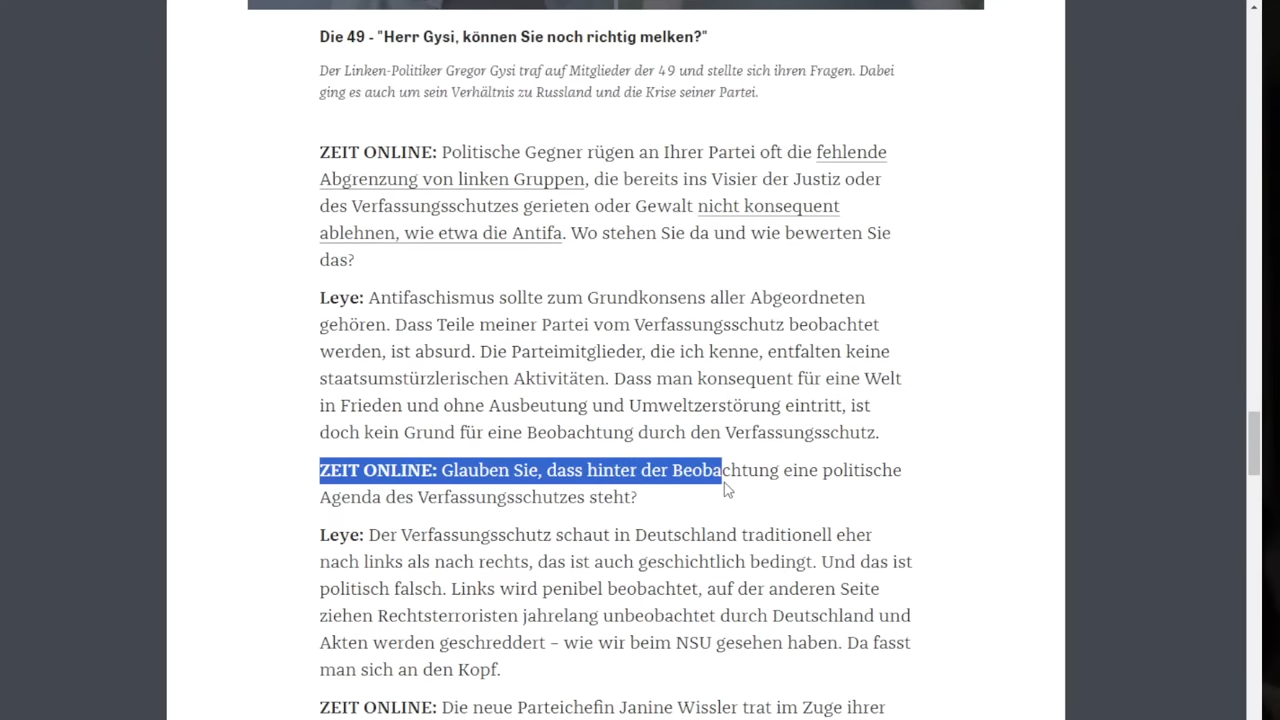 Die 49 - "Herr Gysi, können Sie noch richtig melken?"
Der Linken-Politiker Gregor Gysi traf auf Mitglieder der 49 und stellte sich ihren Fragen. Dabei
ging es auch um sein Verhältnis zu Russland und die Krise seiner Partei.
ZEIT ONLINE: Politische Gegner rügen an Ihrer Partei oft die fehlende
Abgrenzung von linken Gruppen, die bereits ins Visier der Justiz oder
des Verfassungsschutzes gerieten oder Gewalt nicht konsequent
ablehnen, wie etwa die Antifa. Wo stehen Sie da und wie bewerten Sie
das?
Leye: Antifaschismus sollte zum Grundkonsens aller Abgeordneten
gehören. Dass Teile meiner Partei vom Verfassungsschutz beobachtet
werden, ist absurd. Die Parteimitglieder, die ich kenne, entfalten keine
staatsumstürzlerischen Aktivitäten. Dass man konsequent für eine Welt
in Frieden und ohne Ausbeutung und Umweltzerstörung eintritt, ist
doch kein Grund für eine Beobachtung durch den Verfassungsschutz.
ZEIT ONLINE: Glauben Sie, dass hinter der Beobachtung eine politische
Agenda des Verfassungsschutzes steht?
Leye: Der Verfassungsschutz schaut in Deutschland traditionell eher
nach links als nach rechts, das ist auch geschichtlich bedingt. Und das ist
politisch falsch. Links wird penibel beobachtet, auf der anderen Seite
ziehen Rechtsterroristen jahrelang unbeobachtet durch Deutschland und
Akten werden geschreddert – wie wir beim NSU gesehen haben. Da fasst
man sich an den Kopf.
ZEIT ONLINE: Die neue Parteichefin Janine Wissler trat im Zuge ihrer